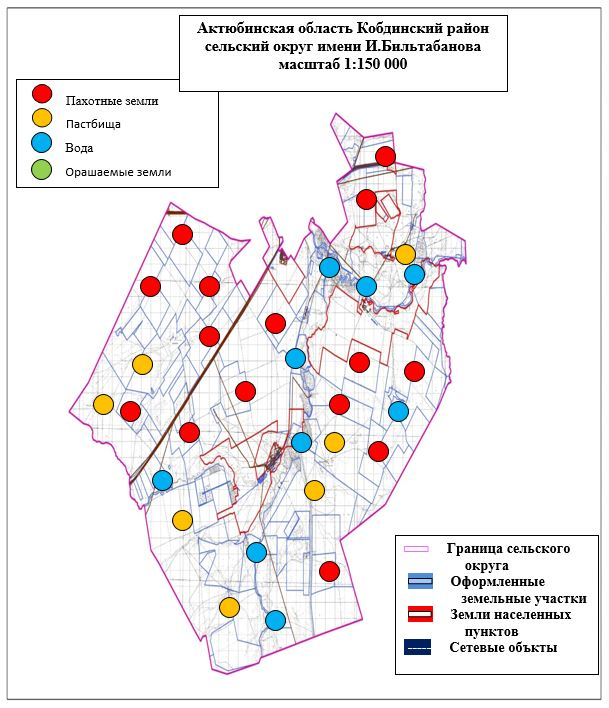 Актюбинская область Кобдинский район
сельский округ имени И.Бильтабанова
масштаб 1:150 000
Пахотные земли
Пастбища
Вода
Орашаемые земли
Граница сельского
округа
Оформленные
земельные участки
Земли населенных
пунктов
Сетевые объкты